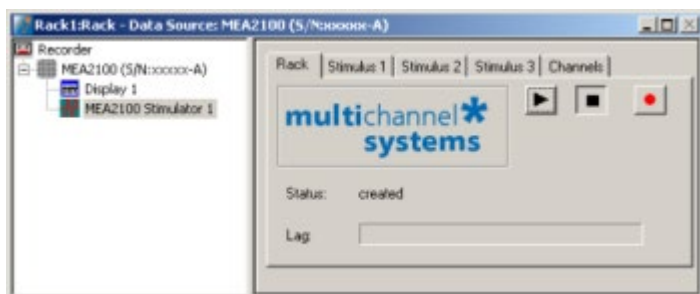 Rack1:Rack - Data Source: MEA2100 (S/N:xxxxxx-A)
Recorder
MEA2100 (S/N:xxxxxx-A)
Display 1
MEA2100 Stimulator 1
Rack Stimulus 1 Stimulus 2 Stimulus 3 Channels
multichannel
systems
Status: created
Lag: